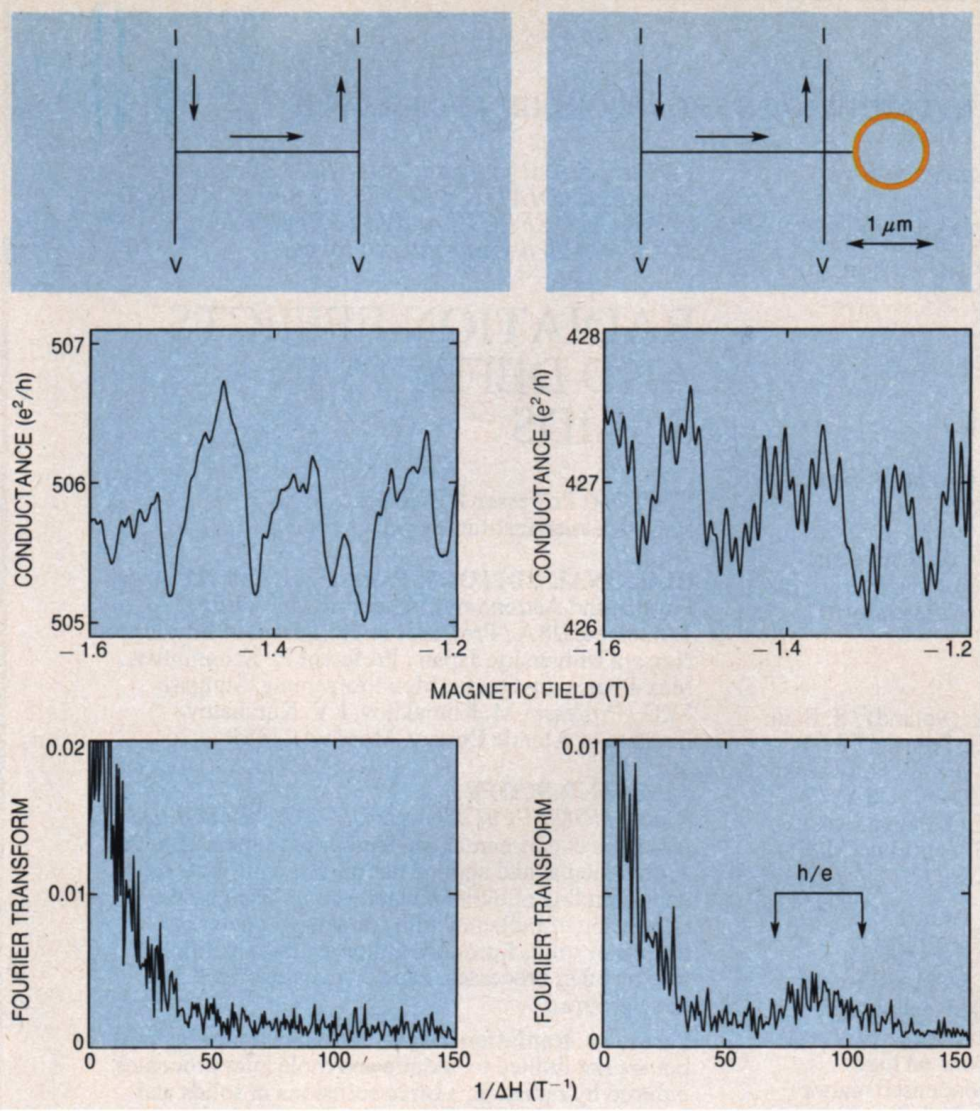 I I
V V
I I
V V
1 μm
507
506
505
CONDUCTANCE (e²/h)
−1.6 −1.4 −1.2
428
427
426
CONDUCTANCE (e²/h)
−1.6 −1.4 −1.2
MAGNETIC FIELD (T)
0.02
0.01
0
FOURIER TRANSFORM
0 50 100 150
0.01
0
FOURIER TRANSFORM
h/e
0 50 100 150
1/ΔH (T⁻¹)